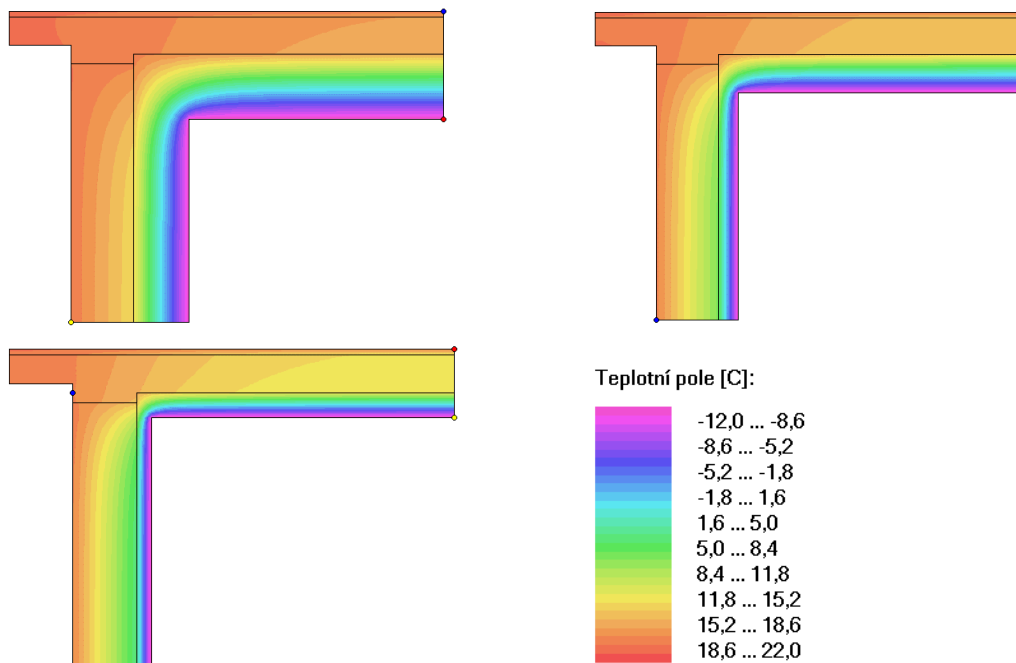 Teplotní pole [C]:
-12,0 ... -8,6
-8,6 ... -5,2
-5,2 ... -1,8
-1,8 ... 1,6
1,6 ... 5,0
5,0 ... 8,4
8,4 ... 11,8
11,8 ... 15,2
15,2 ... 18,6
18,6 ... 22,0